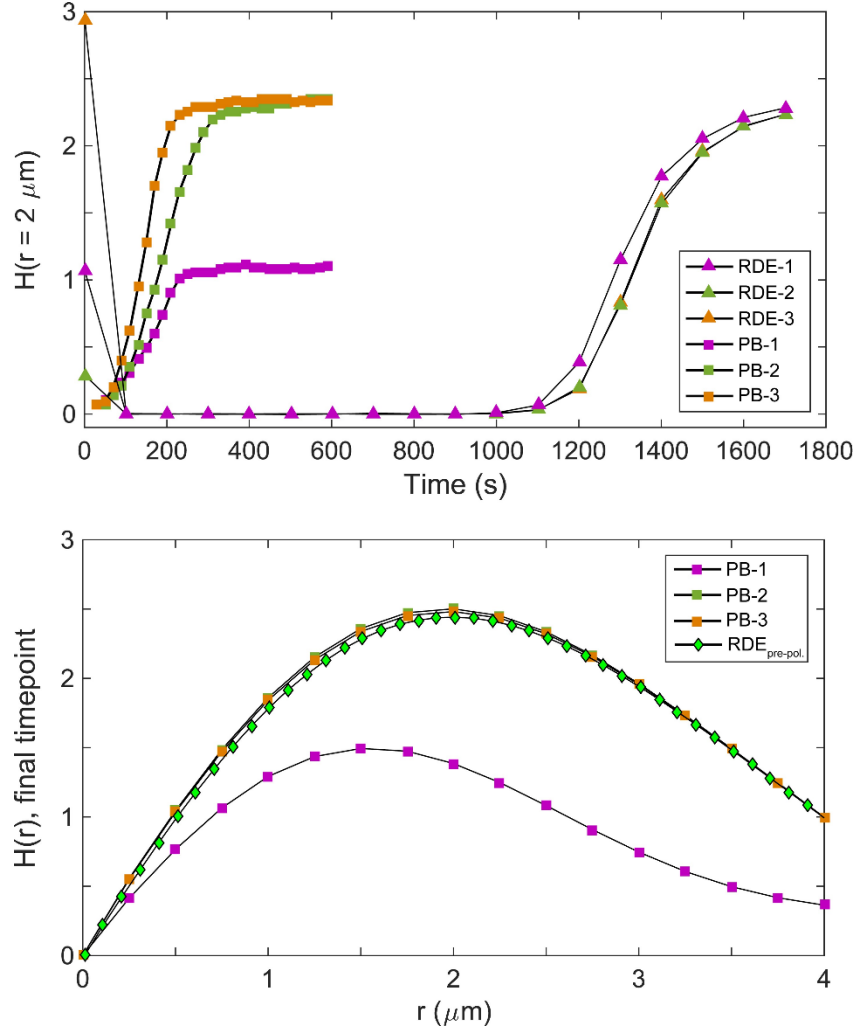 3
2
1
0
H(r = 2 μm)
0
200
400
600
800
1000
1200
1400
1600
1800
Time (s)
RDE-1
RDE-2
RDE-3
PB-1
PB-2
PB-3
3
2
1
0
H(r), final timepoint
0
1
2
3
4
r (μm)
PB-1
PB-2
PB-3
RDE pre-pol.